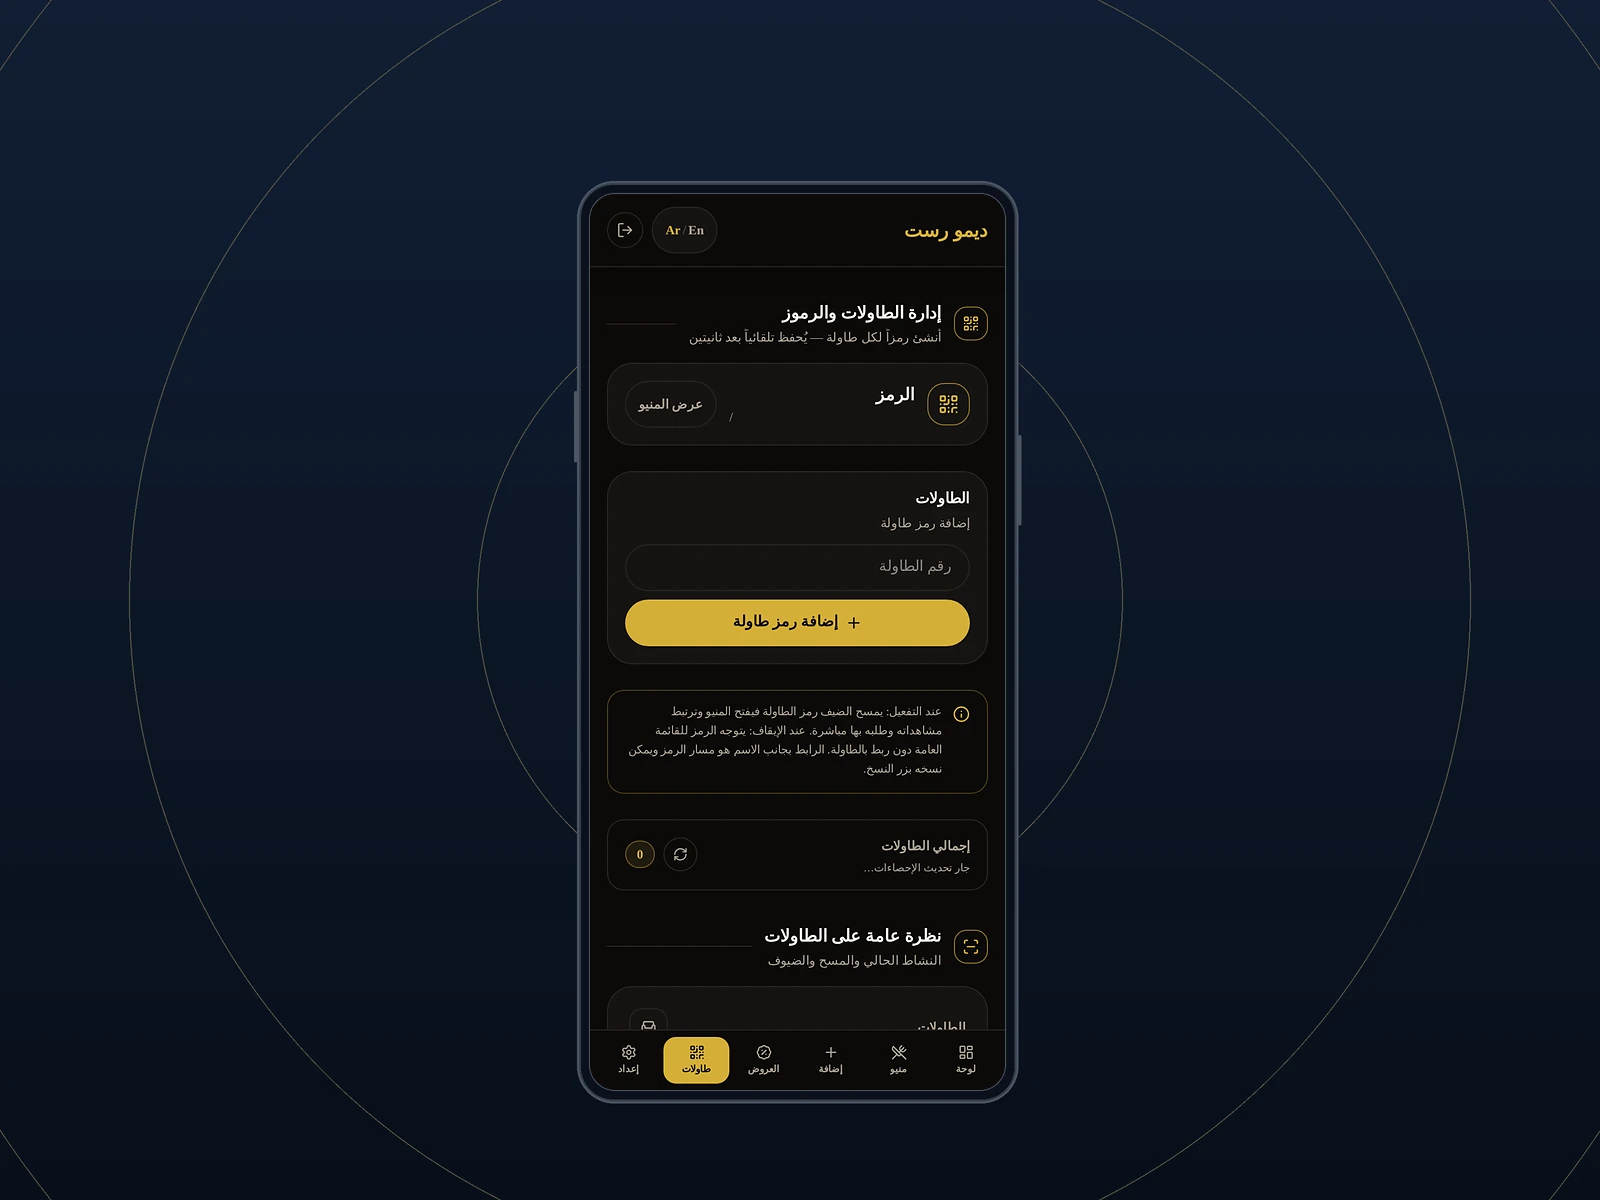 ديمو رست
Ar / En
إدارة الطاولات والرموز
أنشئ رمزاً لكل طاولة — يُحفظ تلقائياً بعد ثانيتين
الرمز
/
عرض المنيو
الطاولات
إضافة رمز طاولة
رقم الطاولة
+ إضافة رمز طاولة
عند التفعيل: يمسح الضيف رمز الطاولة فيفتح المنيو وترتبط
مشاهداته وطلبه بها مباشرة. عند الإيقاف: يتوجه الرمز للقائمة
العامة دون ربط بالطاولة. الرابط بجانب الاسم هو مسار الرمز ويمكن
نسخه بزر النسخ.
إجمالي الطاولات
جار تحديث الإحصاءات...
0
نظرة عامة على الطاولات
النشاط الحالي والمسح والضيوف
الطاولات
لوحة
منيو
إضافة
العروض
طاولات
إعداد